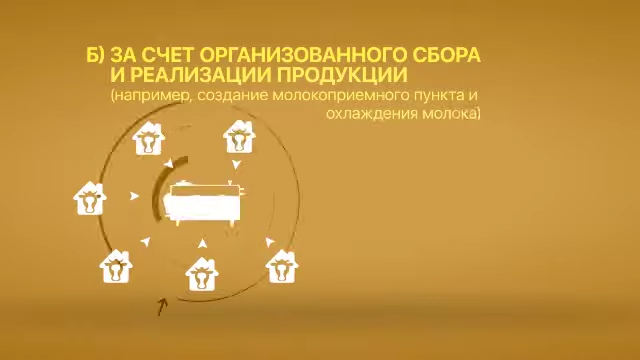 Б) ЗА СЧЕТ ОРГАНИЗОВАННОГО СБОРА
И РЕАЛИЗАЦИИ ПРОДУКЦИИ
(например, создание молокоприемного пункта и
охлаждения молока)